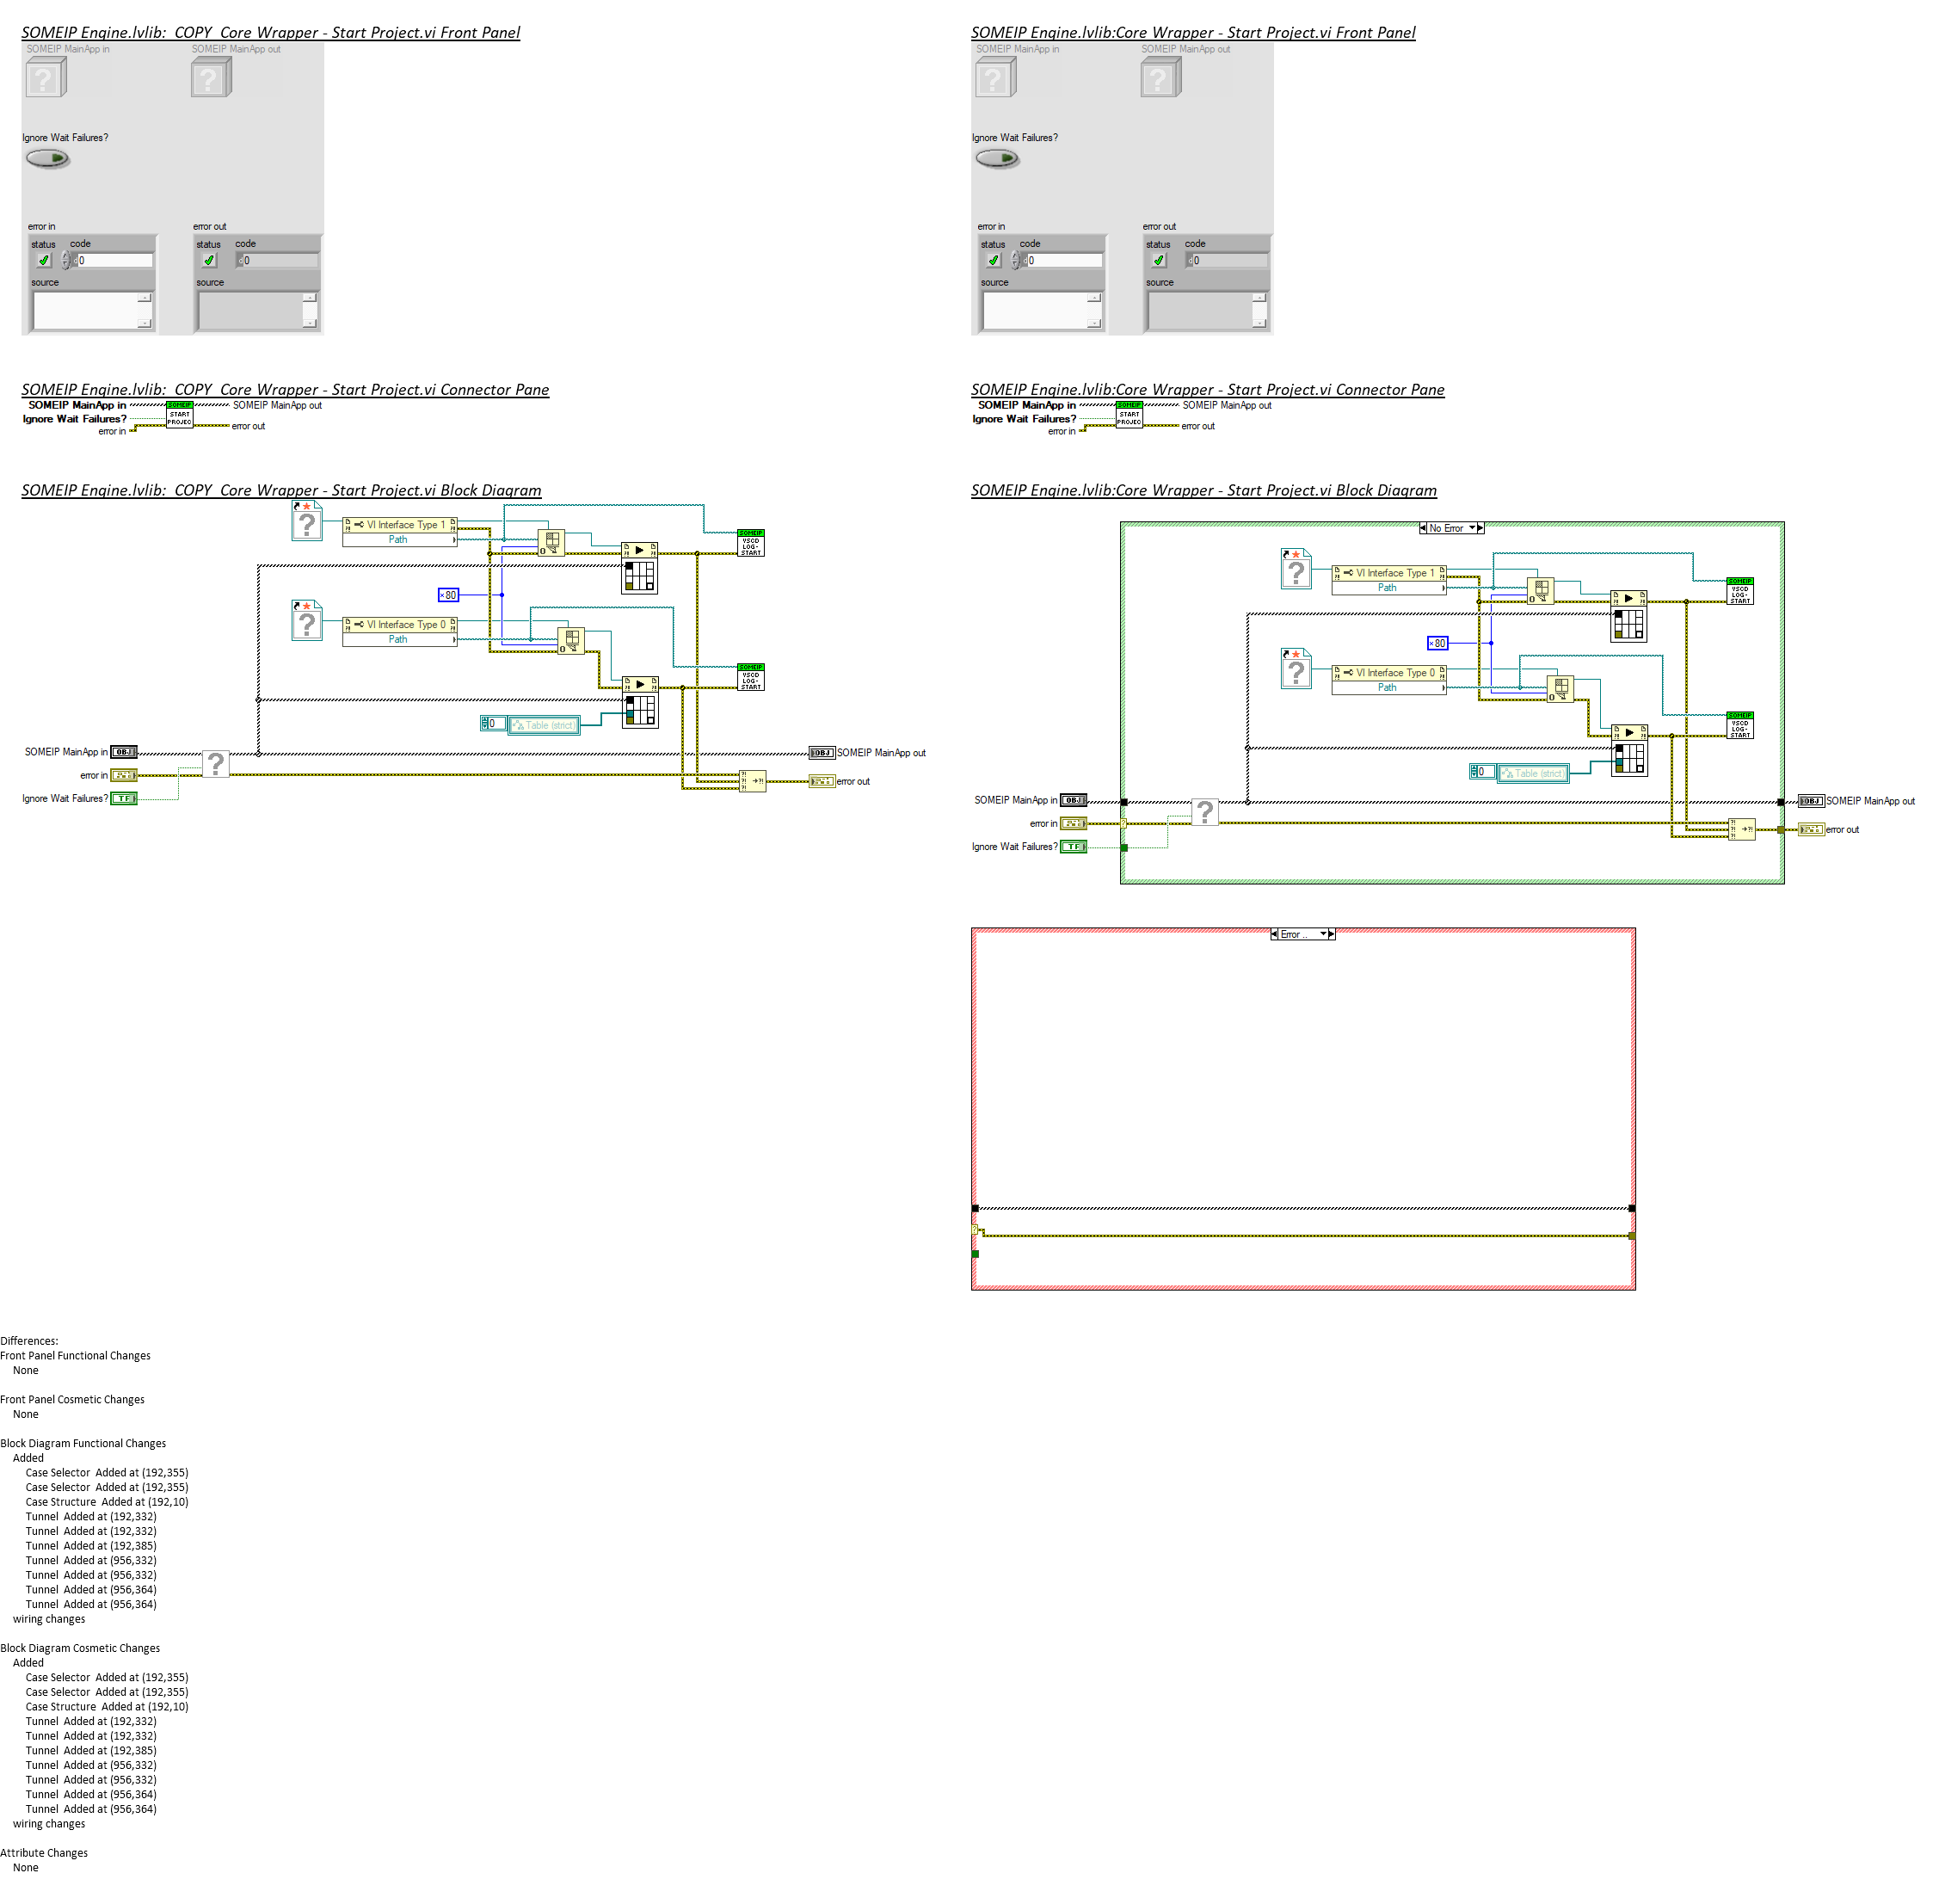 SOMEIP Engine.lvlib:_COPY_Core Wrapper - Start Project.vi Front Panel
SOMEIP MainApp in
SOMEIP MainApp out
Ignore Wait Failures?
error in
status
code
0
source
error out
status
code
0
source
SOMEIP Engine.lvlib:_COPY_Core Wrapper - Start Project.vi Connector Pane
SOMEIP MainApp in
SOMEIP MainApp out
Ignore Wait Failures?
error in
error out
SOMEIP
START
PROJEC
SOMEIP Engine.lvlib:_COPY_Core Wrapper - Start Project.vi Block Diagram
VI Interface Type 1
Path
SOMEIP
VSCD
LOG-
START
×80
VI Interface Type 0
Path
SOMEIP
VSCD
LOG-
START
0
Table (strict)
SOMEIP MainApp in
OBJ
OBJ
SOMEIP MainApp out
error in
error out
Ignore Wait Failures?
TF
SOMEIP Engine.lvlib:Core Wrapper - Start Project.vi Front Panel
SOMEIP MainApp in
SOMEIP MainApp out
Ignore Wait Failures?
error in
status
code
0
source
error out
status
code
0
source
SOMEIP Engine.lvlib:Core Wrapper - Start Project.vi Connector Pane
SOMEIP MainApp in
SOMEIP MainApp out
Ignore Wait Failures?
error in
error out
SOMEIP
START
PROJEC
SOMEIP Engine.lvlib:Core Wrapper - Start Project.vi Block Diagram
No Error
VI Interface Type 1
Path
SOMEIP
VSCD
LOG-
START
×80
VI Interface Type 0
Path
SOMEIP
VSCD
LOG-
START
0
Table (strict)
SOMEIP MainApp in
OBJ
OBJ
SOMEIP MainApp out
error in
error out
Ignore Wait Failures?
TF
Error ..
Differences:
Front Panel Functional Changes
None
Front Panel Cosmetic Changes
None
Block Diagram Functional Changes
Added
Case Selector  Added at (192,355)
Case Selector  Added at (192,355)
Case Structure  Added at (192,10)
Tunnel  Added at (192,332)
Tunnel  Added at (192,332)
Tunnel  Added at (192,385)
Tunnel  Added at (956,332)
Tunnel  Added at (956,332)
Tunnel  Added at (956,364)
Tunnel  Added at (956,364)
wiring changes
Block Diagram Cosmetic Changes
Added
Case Selector  Added at (192,355)
Case Selector  Added at (192,355)
Case Structure  Added at (192,10)
Tunnel  Added at (192,332)
Tunnel  Added at (192,332)
Tunnel  Added at (192,385)
Tunnel  Added at (956,332)
Tunnel  Added at (956,332)
Tunnel  Added at (956,364)
Tunnel  Added at (956,364)
wiring changes
Attribute Changes
None